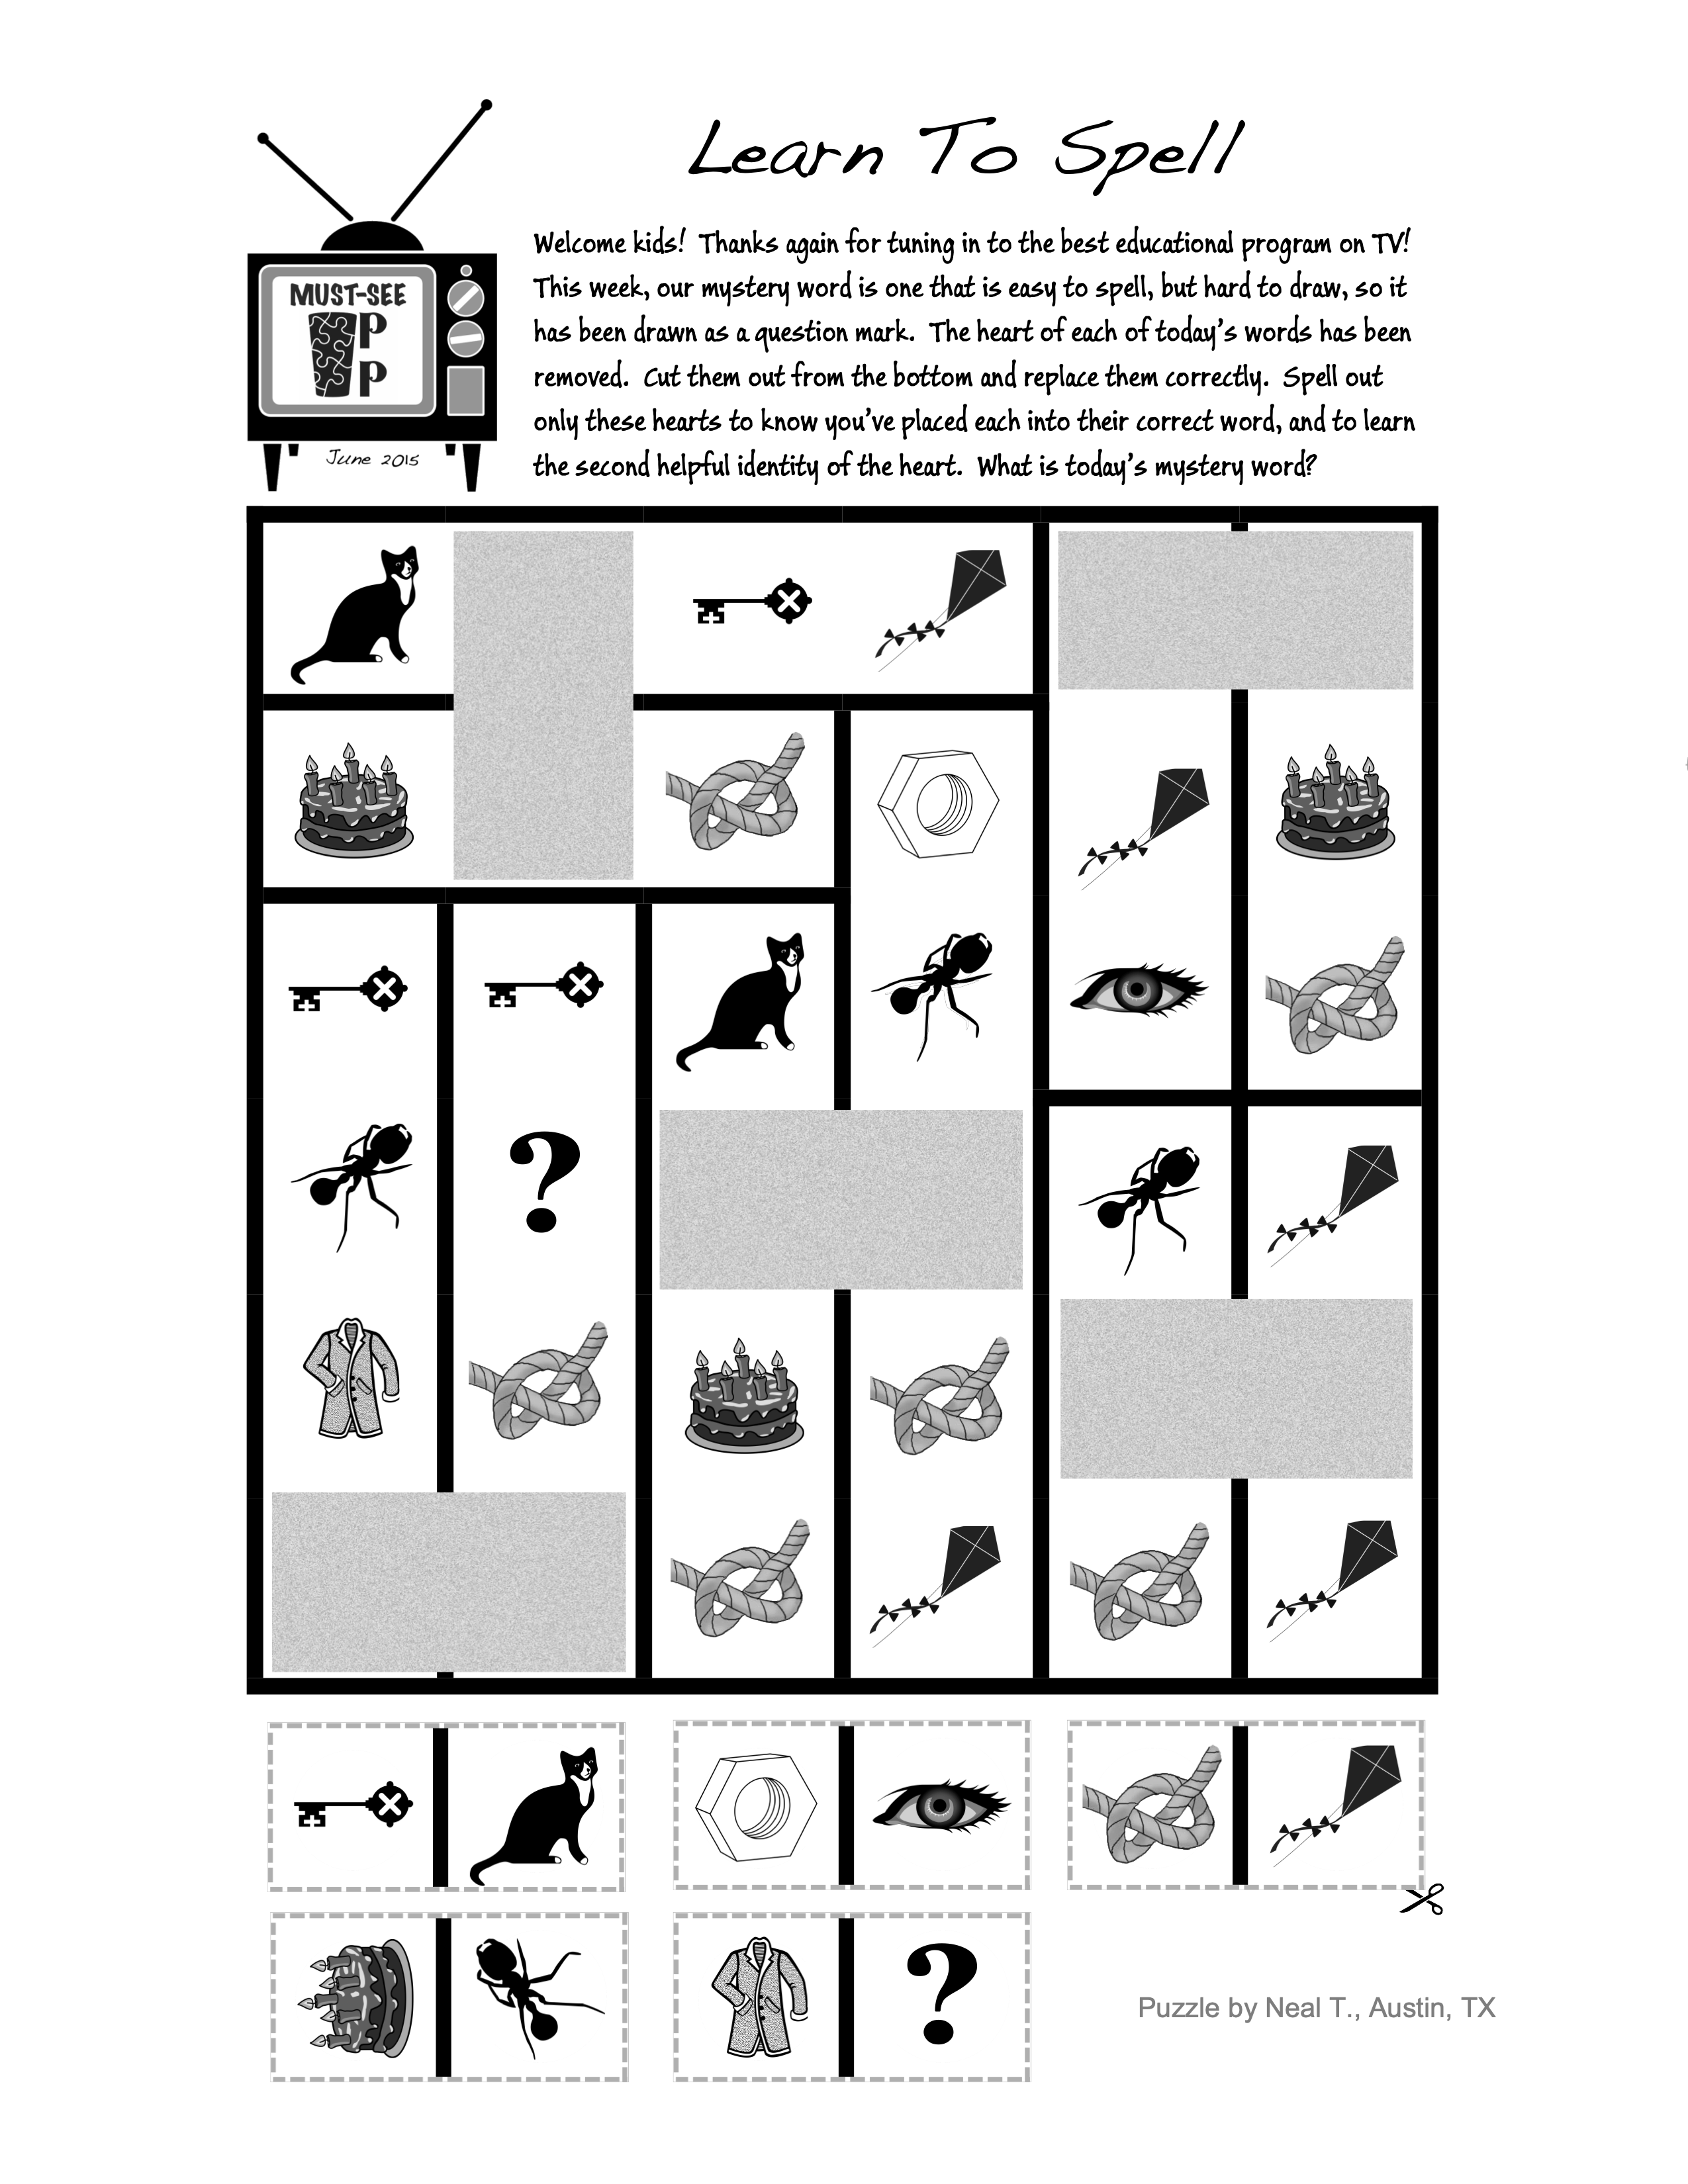 Learn To Spell
Welcome kids! Thanks again for tuning in to the best educational program on TV!
This week, our mystery word is one that is easy to spell, but hard to draw, so it
has been drawn as a question mark. The heart of each of today's words has been
removed. Cut them out from the bottom and replace them correctly. Spell out
only these hearts to know you've placed each into their correct word, and to learn
the second helpful identity of the heart. What is today's mystery word?
MUST-SEE
P
P
June 2015
?
?
Puzzle by Neal T., Austin, TX